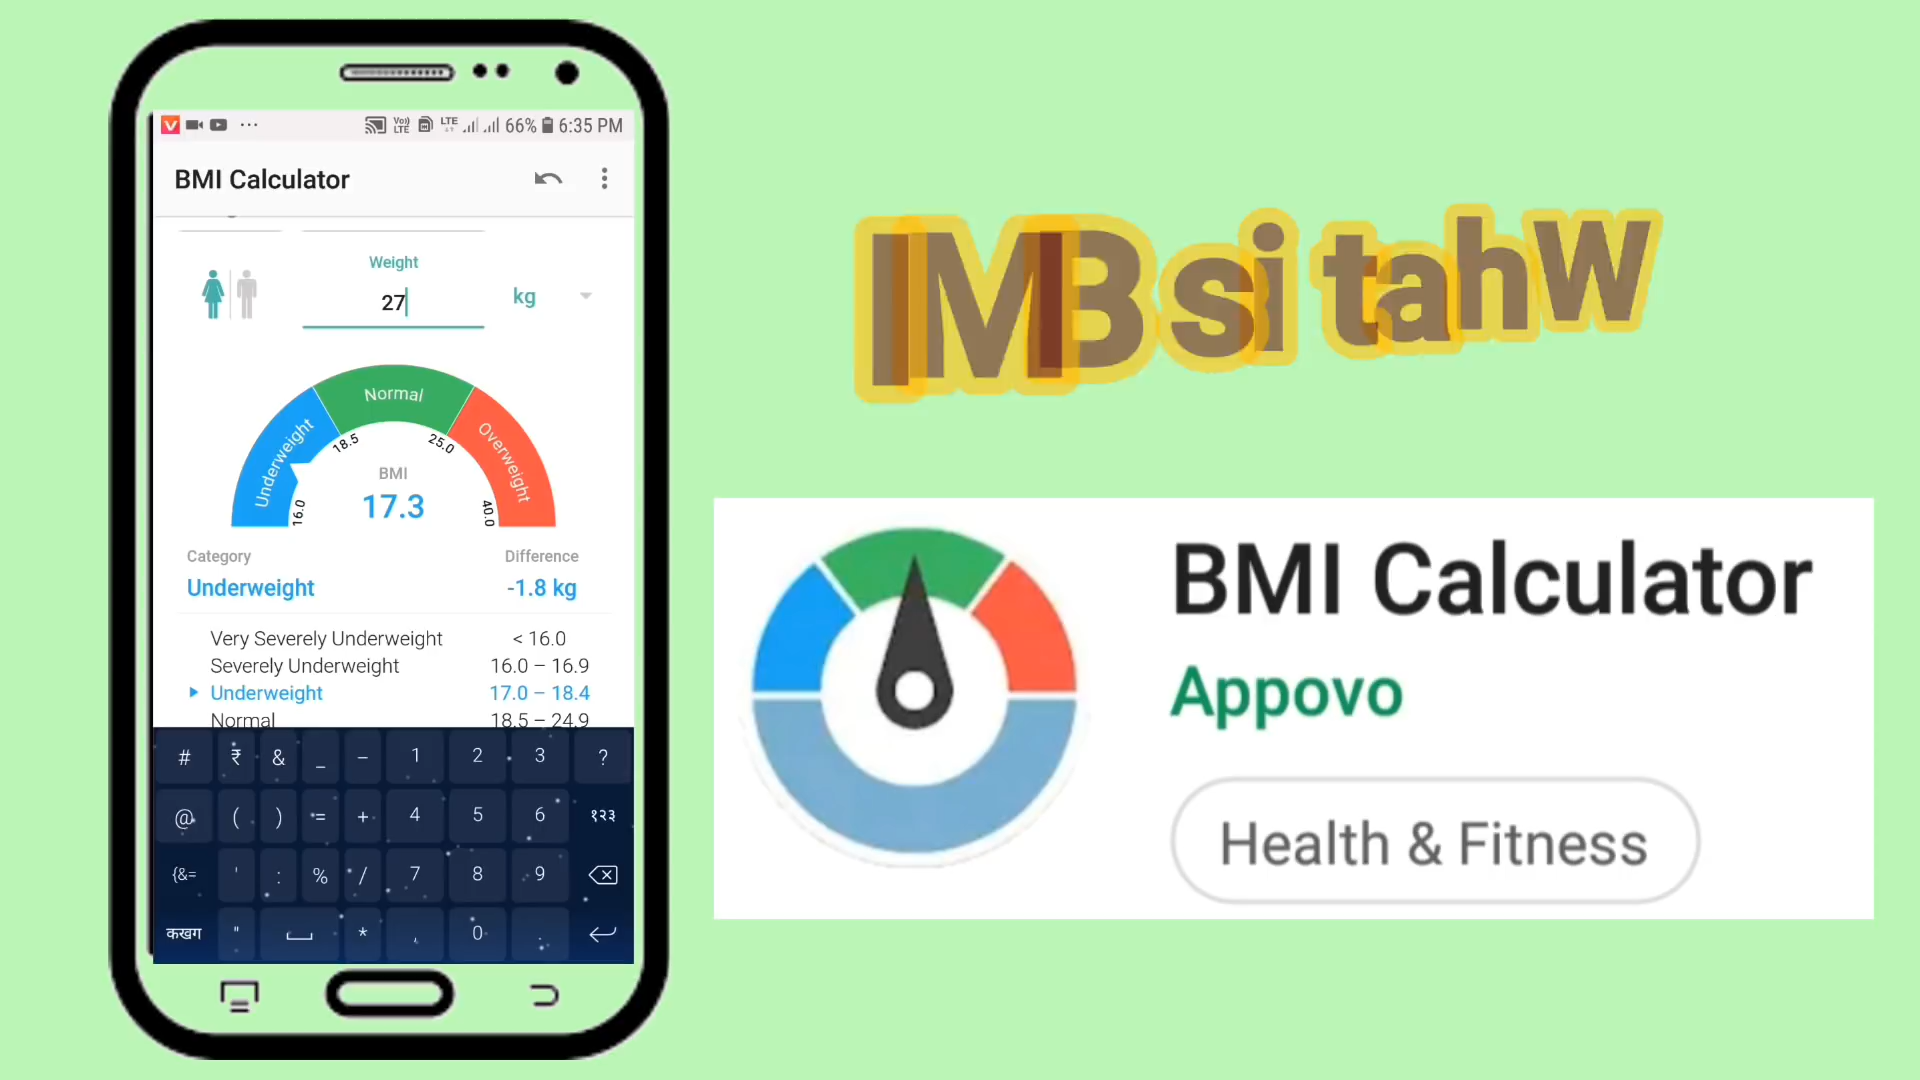 V ... Vo)) LTE LTE 66% 6:35 PM
BMI Calculator
Weight
27
kg
Underweight
Normal
Overweight
16.0
18.5
25.0
40.0
BMI
17.3
Category Difference
Underweight -1.8 kg
Very Severely Underweight < 16.0
Severely Underweight 16.0 – 16.9
Underweight 17.0 – 18.4
Normal 18.5 – 24.9
# ₹ & _ – 1 2 3 ?
@ ( ) = + 4 5 6 १२३
{&= ' : % / 7 8 9
कखग " * , 0 .
IMB si tahW
BMI Calculator
Appovo
Health & Fitness